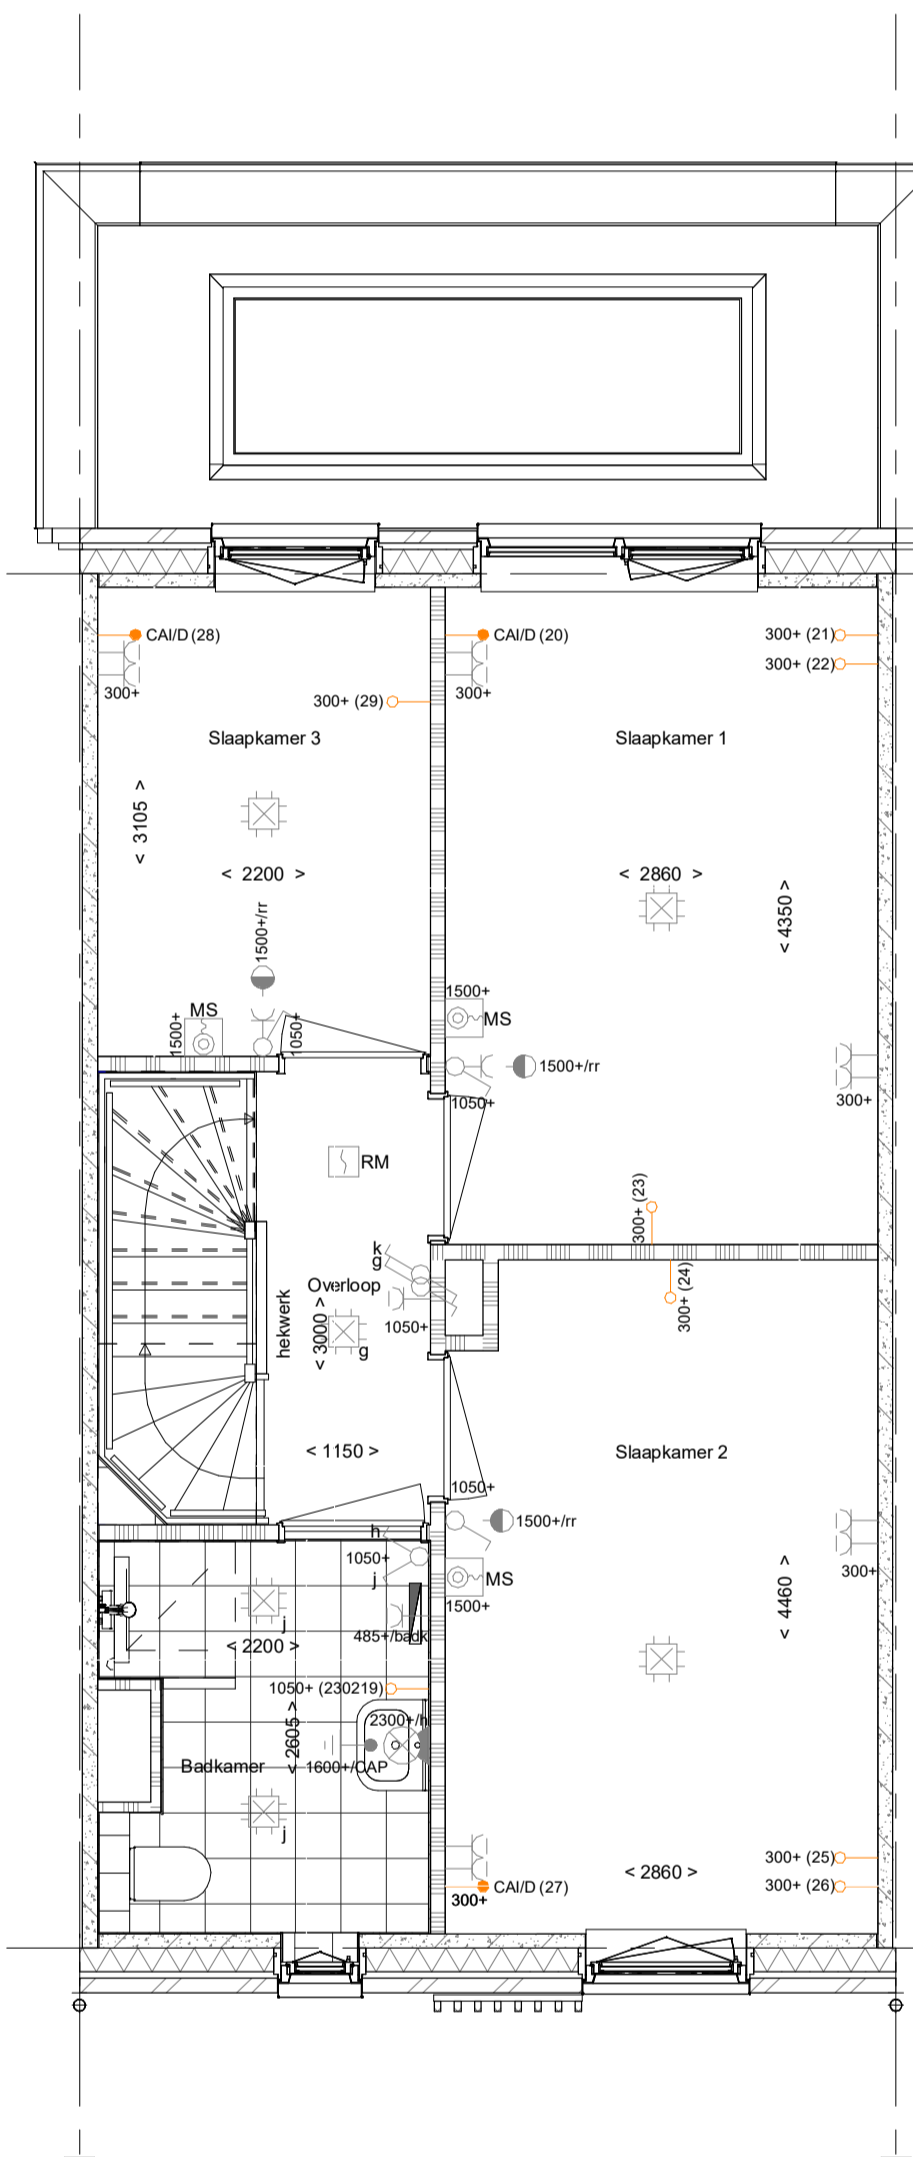 CAI/D (28)
CAI/D (20)
300+ (21)
300+ (22)
300+
300+
300+ (29)
Slaapkamer 3
Slaapkamer 1
< 3105 >
< 2200 >
< 2860 >
< 4350 >
1500+/rr
1500+
MS
1500+
MS
1050+
1500+/rr
1050+
300+
RM
300+ (23)
k
g
Overloop
300+ (24)
hekwerk
< 3000 >
1050+
g
< 1150 >
Slaapkamer 2
1050+
1500+/rr
h
1050+
j
MS
1500+
300+
< 4460 >
j
485+/badk
< 2200 >
1050+ (230219)
2300+/h
< 2605 >
Badkamer
1600+/CAP
j
300+ (25)
< 2860 >
CAI/D (27)
300+ (26)
300+